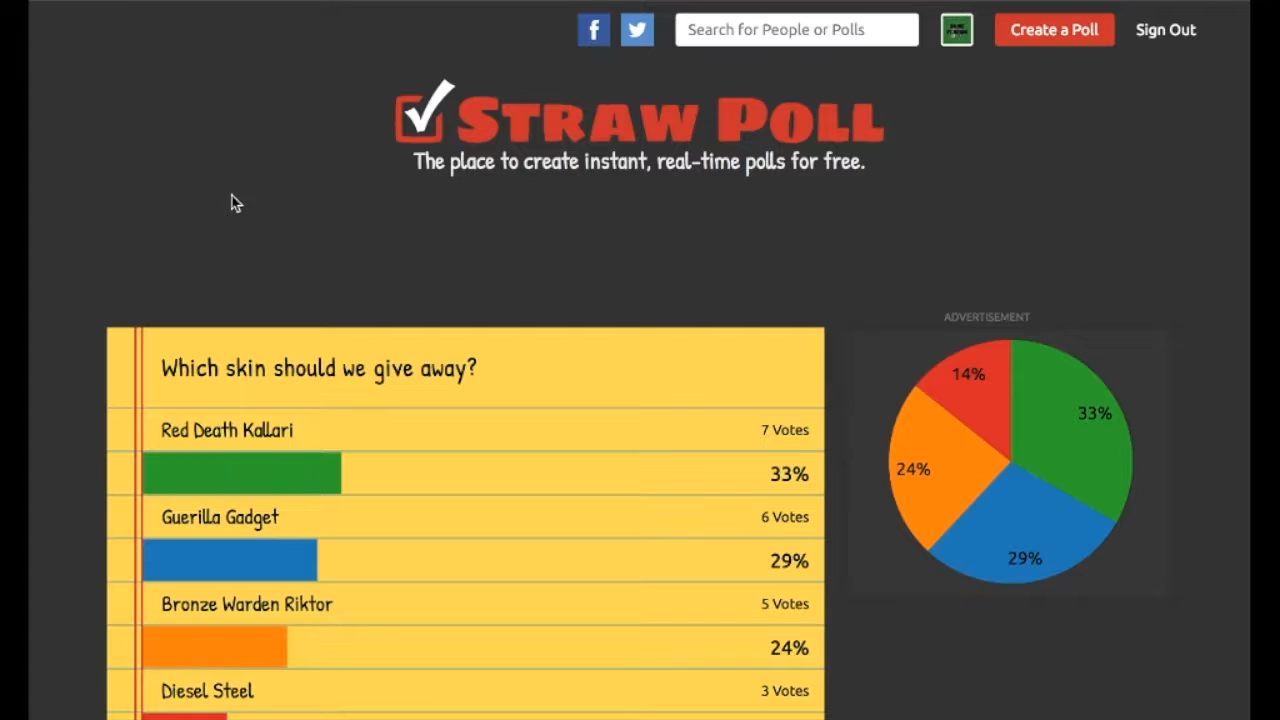 f
Search for People or Polls
Create a Poll
Sign Out
STRAW POLL
The place to create instant, real-time polls for free.
ADVERTISEMENT
Which skin should we give away?
Red Death Kallari 7 Votes
33%
Guerilla Gadget 6 Votes
29%
Bronze Warden Riktor 5 Votes
24%
Diesel Steel 3 Votes
14%
33%
24%
29%